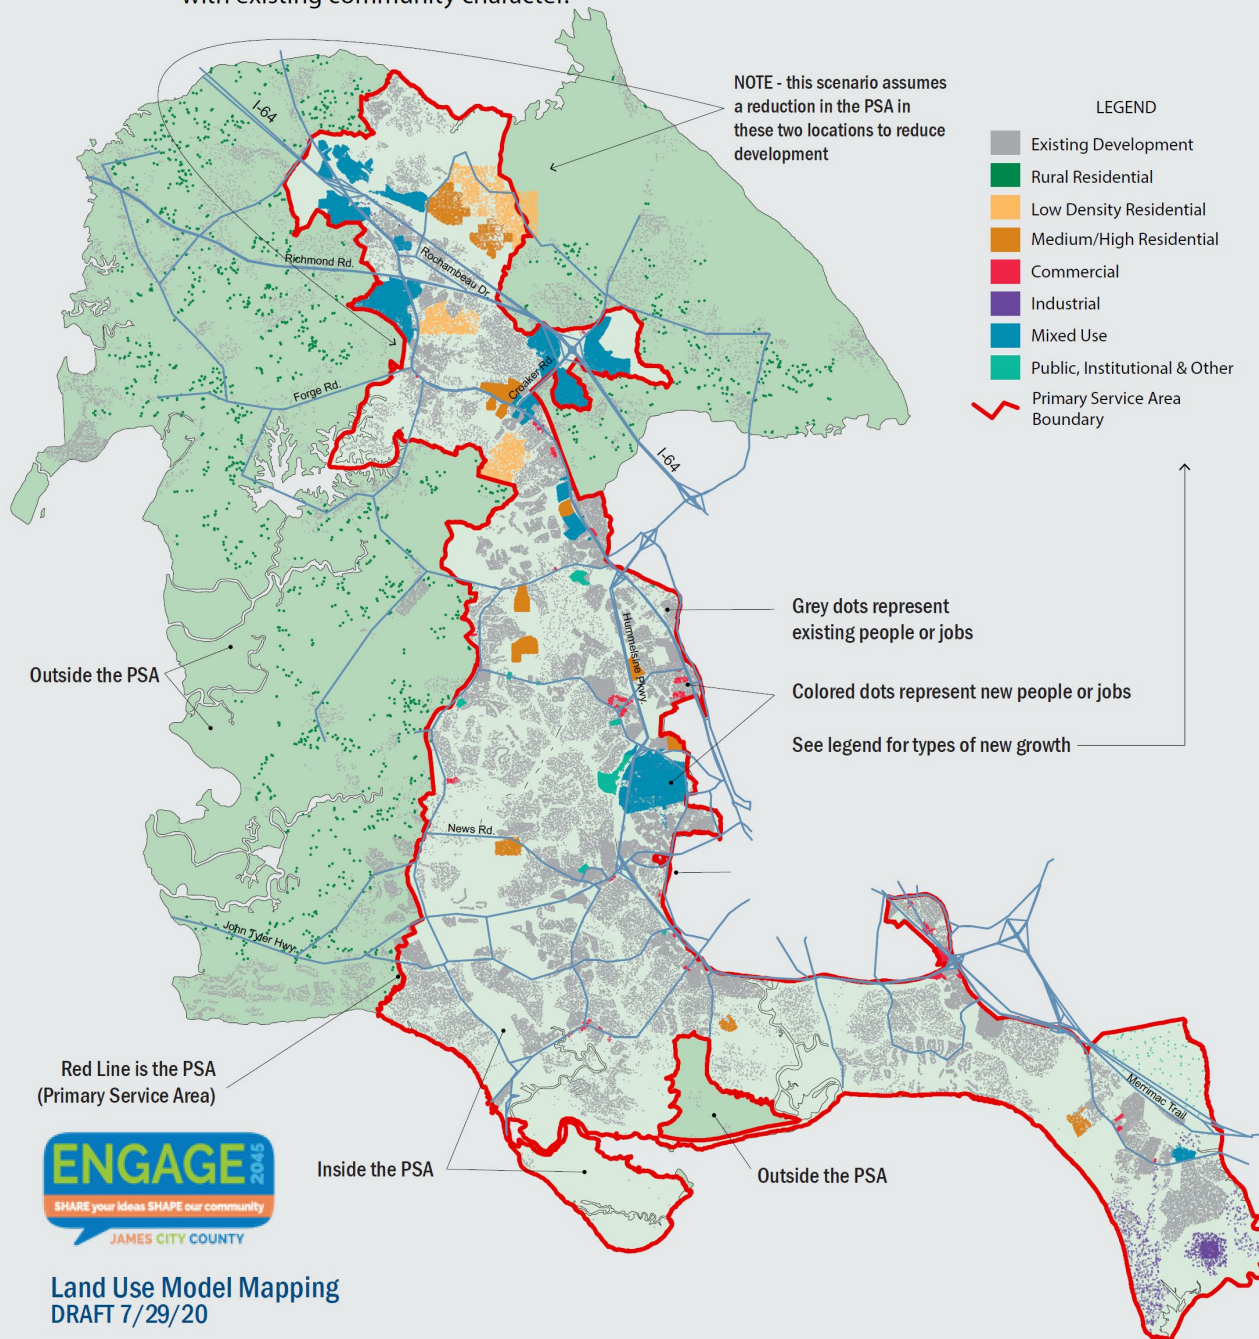 with existing community character.
NOTE - this scenario assumes
a reduction in the PSA in
these two locations to reduce
development
LEGEND
Existing Development
Rural Residential
Low Density Residential
Medium/High Residential
Commercial
Industrial
Mixed Use
Public, Institutional & Other
Primary Service Area
Boundary
I-64
Richmond Rd.
Rochambeau Dr.
Forge Rd.
Croaker Rd.
I-64
Grey dots represent
existing people or jobs
Hummelsine Pkwy.
Outside the PSA
Colored dots represent new people or jobs
See legend for types of new growth
News Rd.
John Tyler Hwy.
Red Line is the PSA
(Primary Service Area)
Merrimac Trail
Inside the PSA
Outside the PSA
ENGAGE 2045
SHARE your ideas SHAPE our community
JAMES CITY COUNTY
Land Use Model Mapping
DRAFT 7/29/20